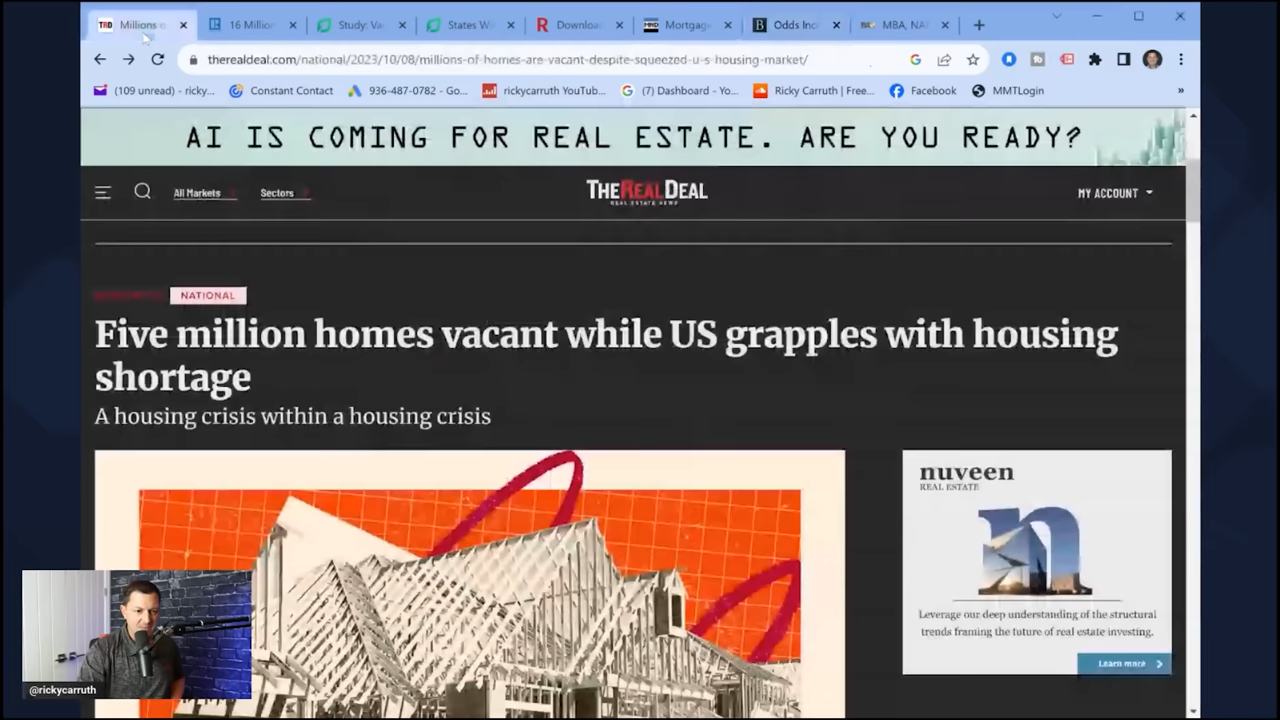 Millions o
16 Million
Study: Va
States Wi
Downloa
Mortgage
Odds Inc
MBA, NA
therealdeal.com/national/2023/10/08/millions-of-homes-are-vacant-despite-squeezed-u-s-housing-market/
(109 unread) - ricky...
Constant Contact
936-487-0782 - Go...
rickycarruth YouTub...
(7) Dashboard - Yo...
Ricky Carruth | Free...
Facebook
MMTLogin
»
AI IS COMING FOR REAL ESTATE. ARE YOU READY?
All Markets
Sectors
THEREALDEAL
REAL ESTATE NEWS
MY ACCOUNT
NATIONAL
Five million homes vacant while US grapples with housing
shortage
A housing crisis within a housing crisis
nuveen
REAL ESTATE
Leverage our deep understanding of the structural
trends framing the future of real estate investing.
Learn more
@rickycarruth